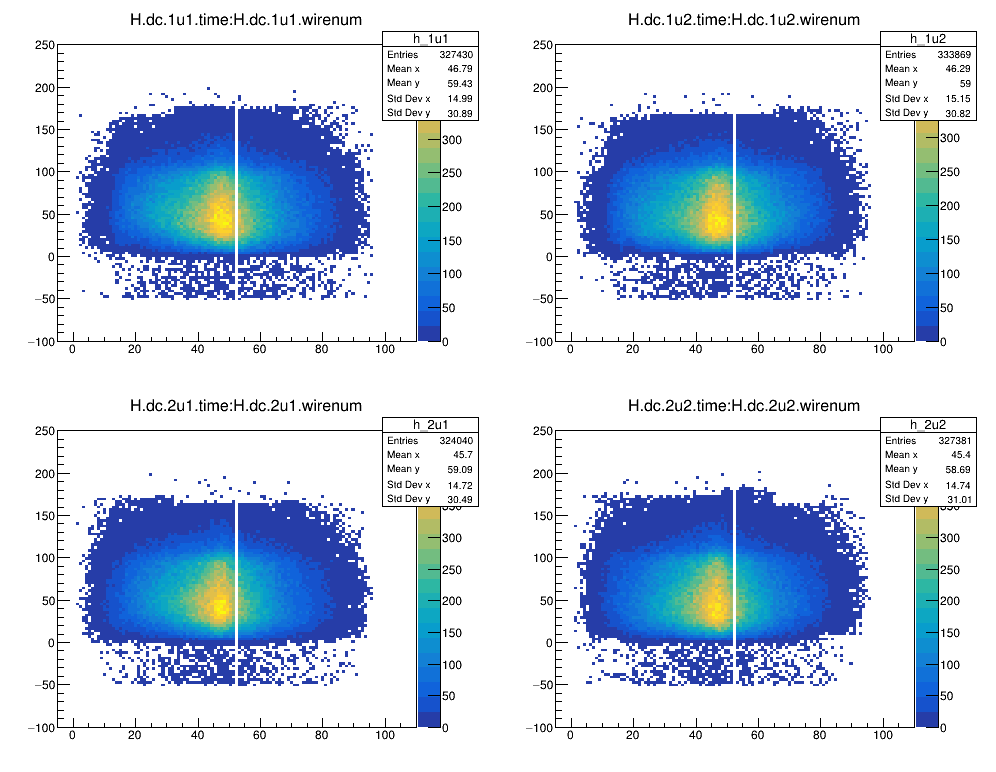 H.dc.1u1.time:H.dc.1u1.wirenum
h_1u1
Entries 327430
Mean x 46.79
Mean y 59.43
Std Dev x 14.99
Std Dev y 30.89
250
200
150
100
50
0
−50
−100
0 20 40 60 80 100
300
250
200
150
100
50
0
H.dc.1u2.time:H.dc.1u2.wirenum
h_1u2
Entries 333869
Mean x 46.29
Mean y 59
Std Dev x 15.15
Std Dev y 30.82
250
200
150
100
50
0
−50
−100
0 20 40 60 80 100
300
250
200
150
100
50
0
H.dc.2u1.time:H.dc.2u1.wirenum
h_2u1
Entries 324040
Mean x 45.7
Mean y 59.09
Std Dev x 14.72
Std Dev y 30.49
250
200
150
100
50
0
−50
−100
0 20 40 60 80 100
350
300
250
200
150
100
50
0
H.dc.2u2.time:H.dc.2u2.wirenum
h_2u2
Entries 327381
Mean x 45.4
Mean y 58.69
Std Dev x 14.74
Std Dev y 31.01
250
200
150
100
50
0
−50
−100
0 20 40 60 80 100
350
300
250
200
150
100
50
0